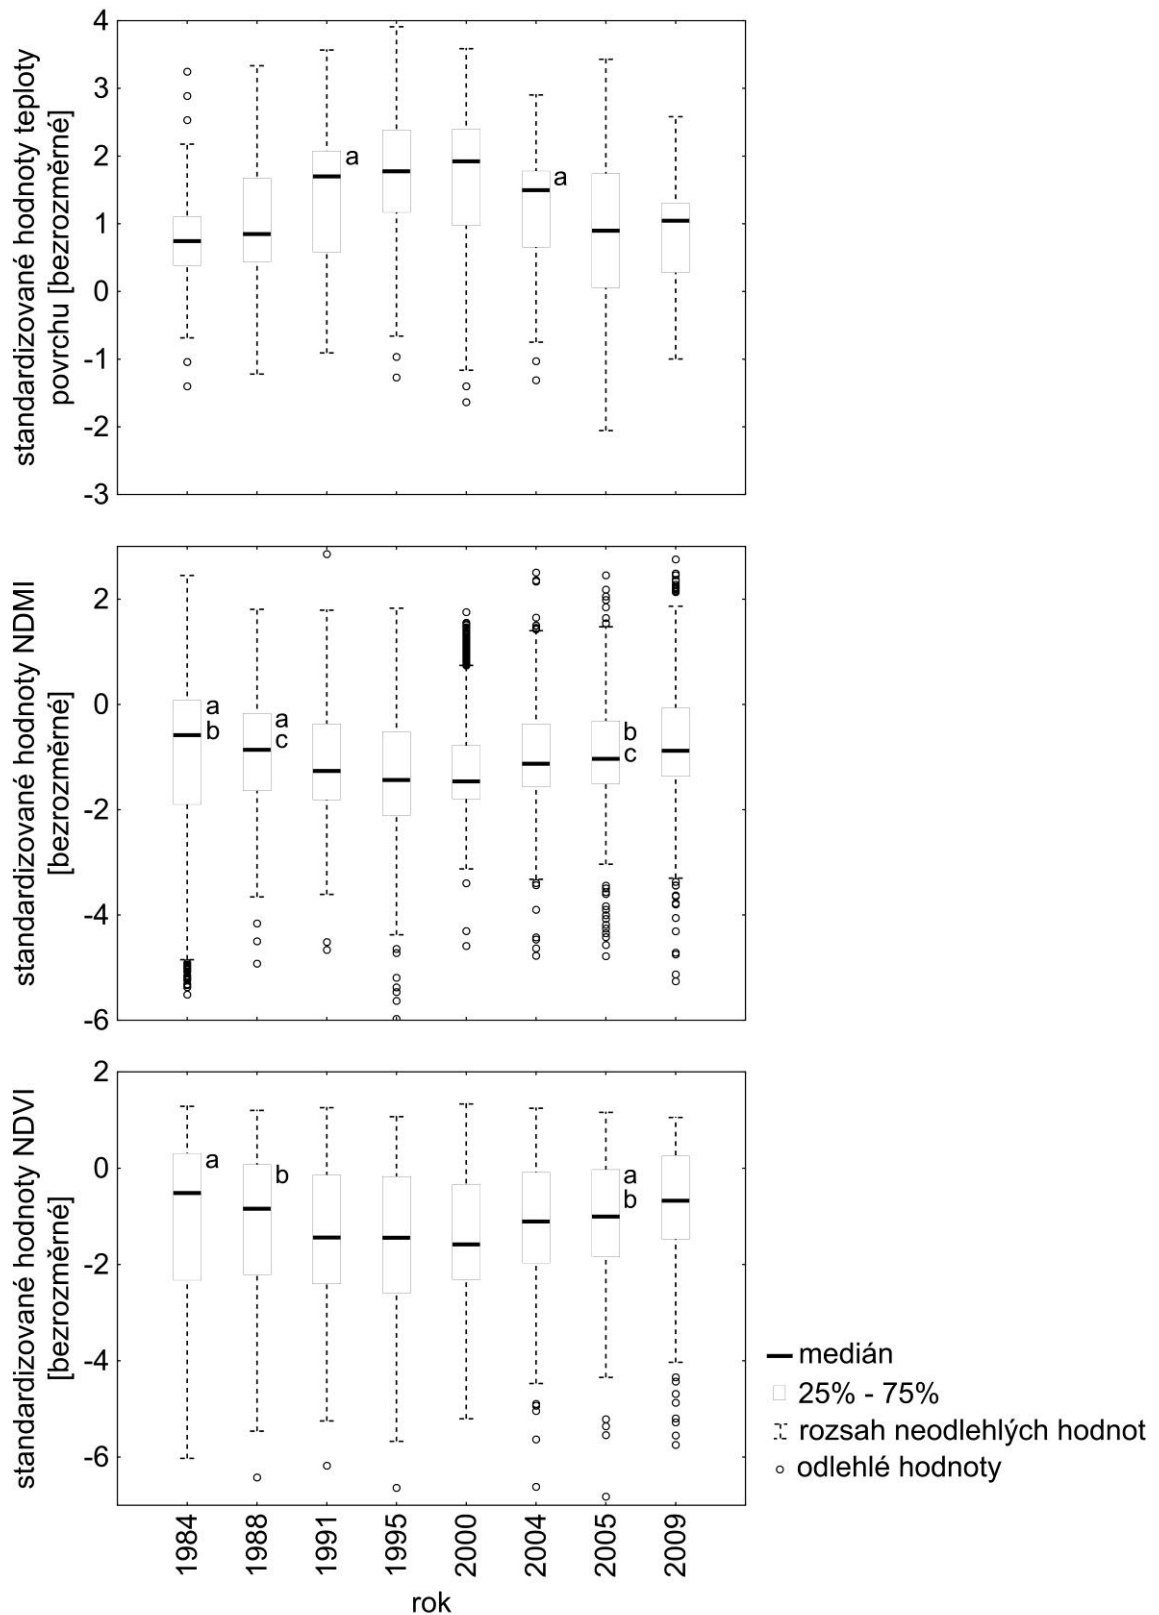 standardizované hodnoty teploty
povrchu [bezrozměrné]
4
3
2
1
0
-1
-2
-3
a
a
standardizované hodnoty NDMI
[bezrozměrné]
2
0
-2
-4
-6
a
b
a
c
b
c
standardizované hodnoty NDVI
[bezrozměrné]
2
0
-2
-4
-6
a
b
a
b
1984
1988
1991
1995
2000
2004
2005
2009
rok
medián
25% - 75%
rozsah neodlehlých hodnot
odlehlé hodnoty